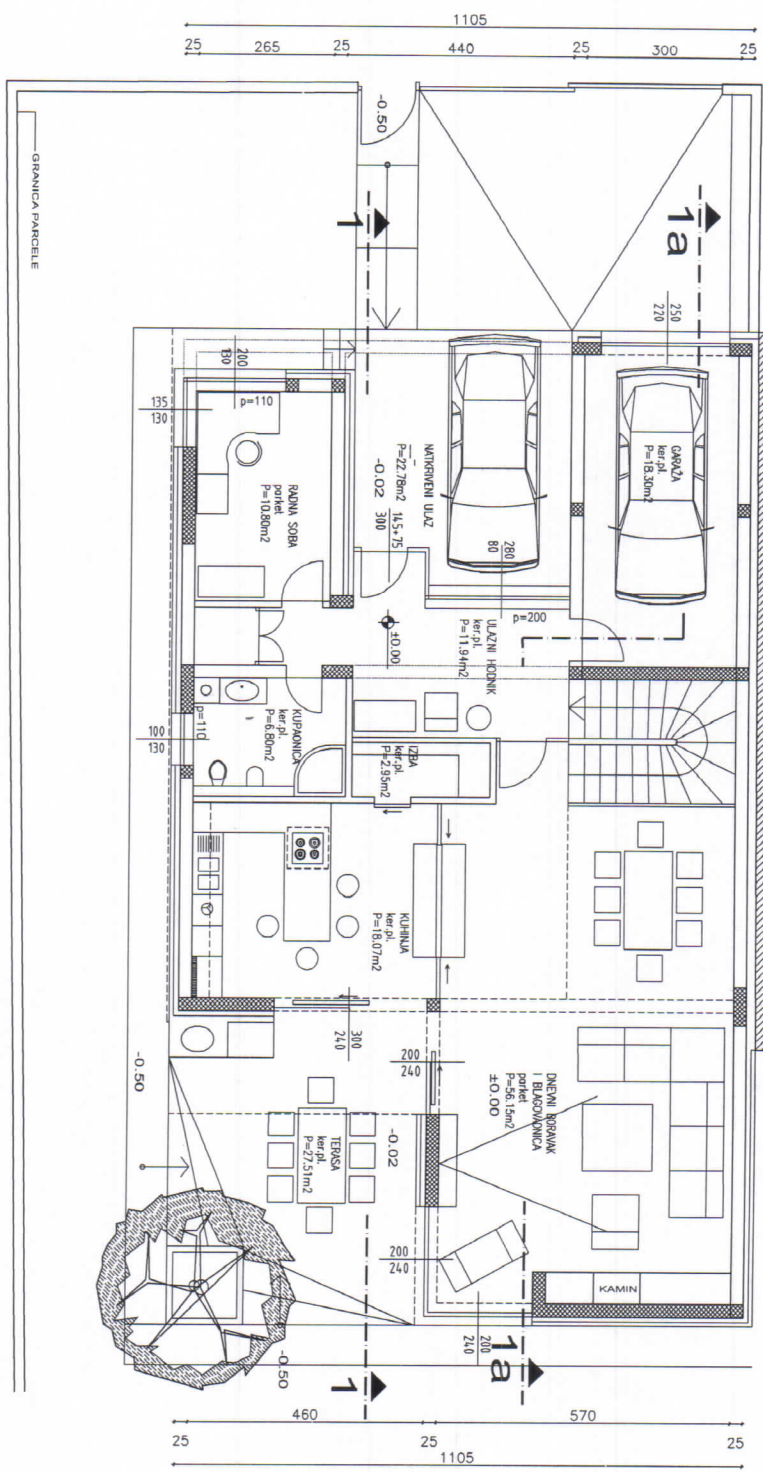 1105
25 265 25 440 25 300 25
GRANICA PARCELE
-0.50
1
1a
250
220
200
130
135
130
p=110
RADNA SOBA
parket
P=10.80m2
NATKRIVENI ULAZ
P=22.78m2
-0.02
145+75
300
280
80
GARAŽA
ker.pl.
P=18.30m2
p=200
ULAZNI HODNIK
ker.pl.
P=11.94m2
±0.00
100
130
p=110
KUPAONICA
ker.pl.
P=6.80m2
IZBA
ker.pl.
P=2.95m2
KUHINJA
ker.pl.
P=18.07m2
300
240
200
240
DNEVNI BORAVAK
I BLAGOVAONICA
parket
P=56.15m2
±0.00
-0.50
-0.02
TERASA
ker.pl.
P=27.51m2
200
240
KAMIN
200
240
-0.50
1
1a
460 570
25 25 25
1105